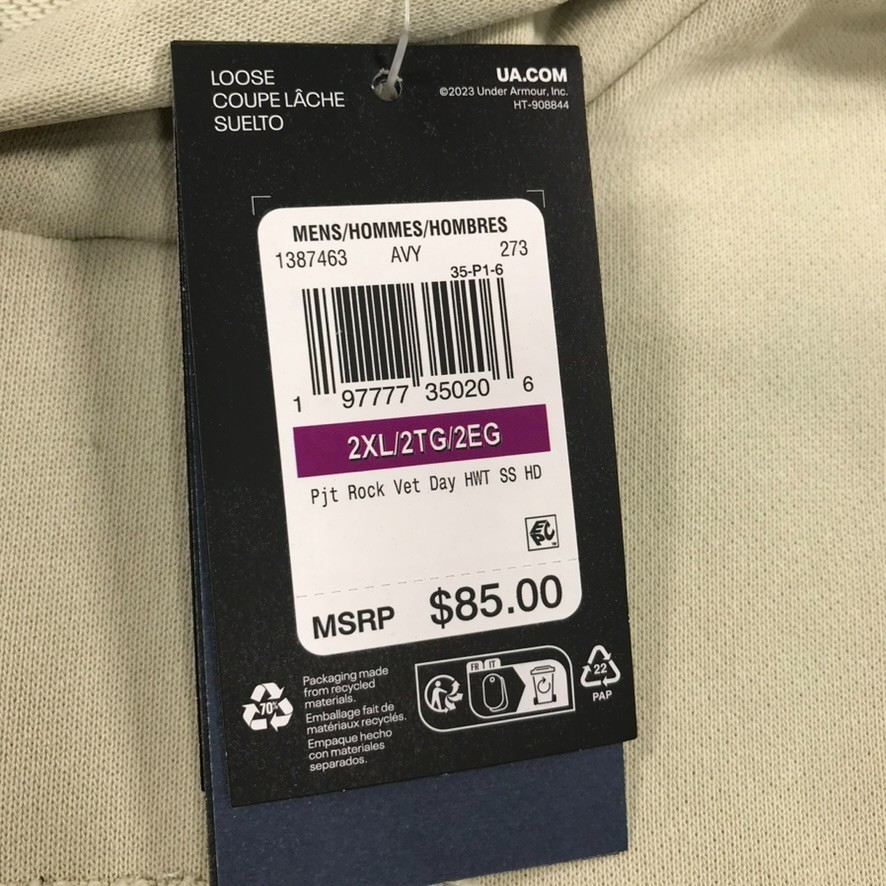 LOOSE
COUPE LÂCHE
SUELTO
UA.COM
©2023 Under Armour, Inc.
HT-908844
MENS/HOMMES/HOMBRES
1387463 AVY 273
35-P1-6
1 97777 35020 6
2XL/2TG/2EG
Pjt Rock Vet Day HWT SS HD
EPC
MSRP $85.00
70%
Packaging made
from recycled
materials.
Emballage fait de
matériaux recyclés.
Empaque hecho
con materiales
separados.
FR IT
22
PAP